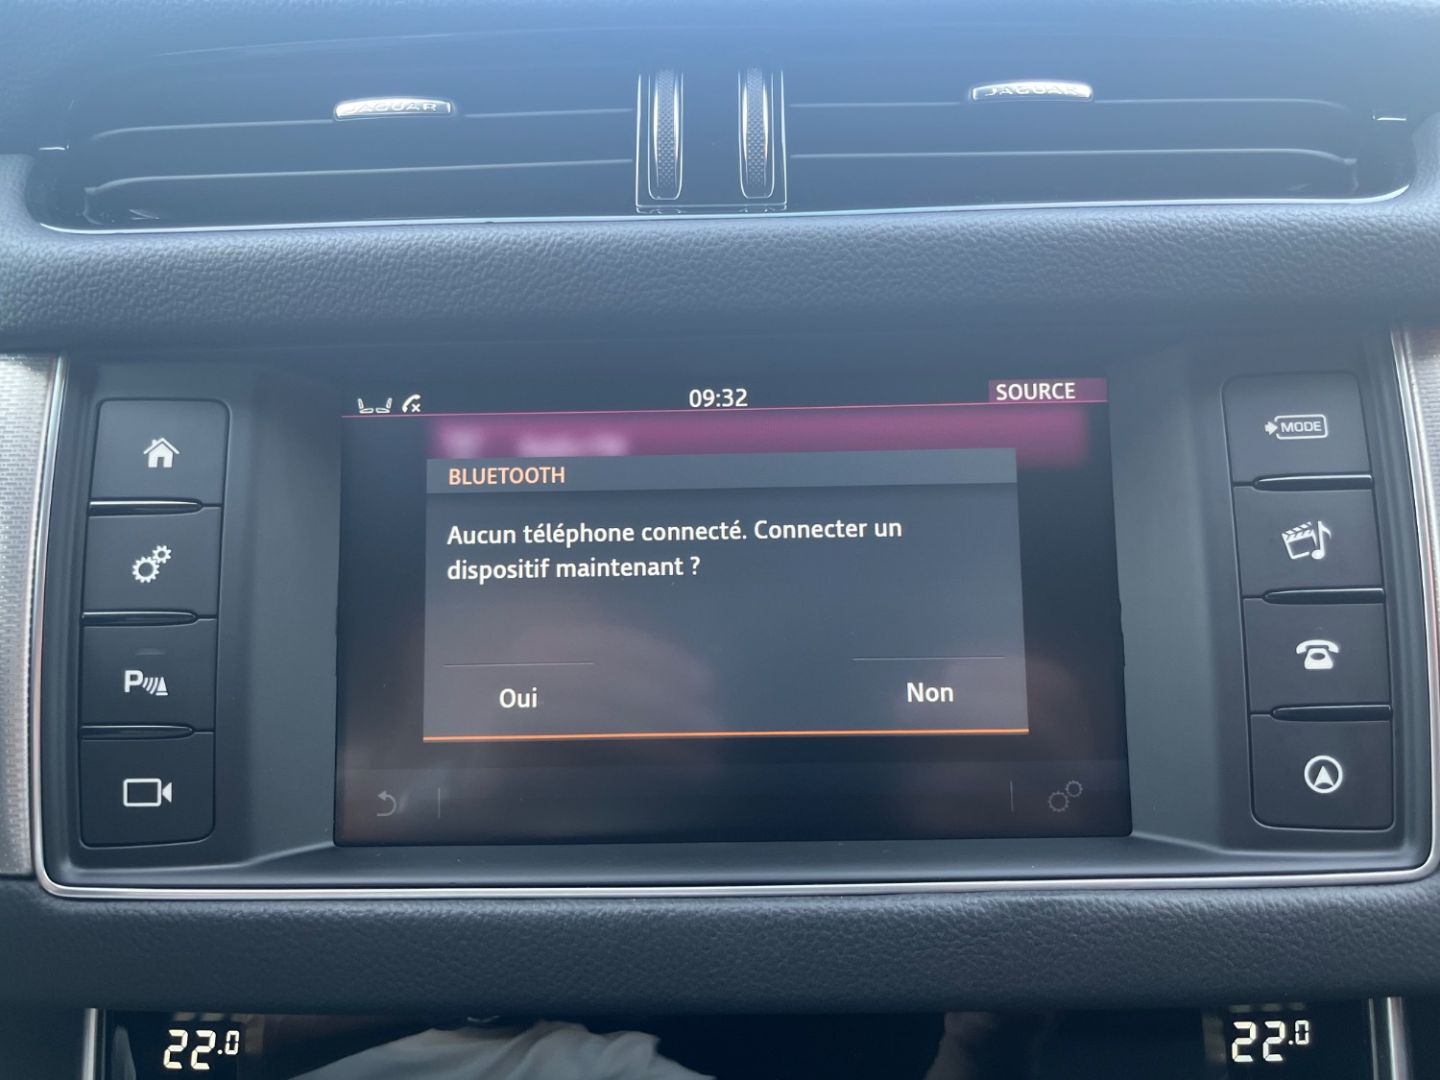 JAGUAR
JAGUAR
09:32
SOURCE
MODE
BLUETOOTH
Aucun téléphone connecté. Connecter un
dispositif maintenant ?
P
Oui
Non
22.0
22.0